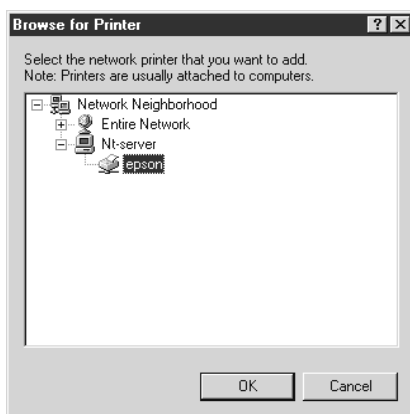 Browse for Printer
Select the network printer that you want to add.
Note: Printers are usually attached to computers.
Network Neighborhood
Entire Network
Nt-server
epson
OK Cancel